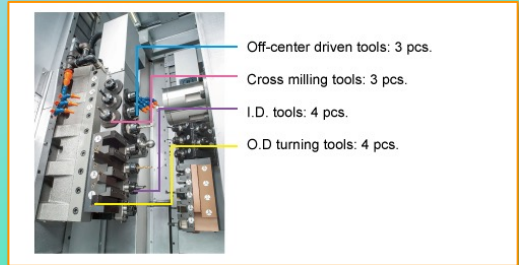 Off-center driven tools: 3 pcs.
Cross milling tools: 3 pcs.
I.D. tools: 4 pcs.
O.D turning tools: 4 pcs.